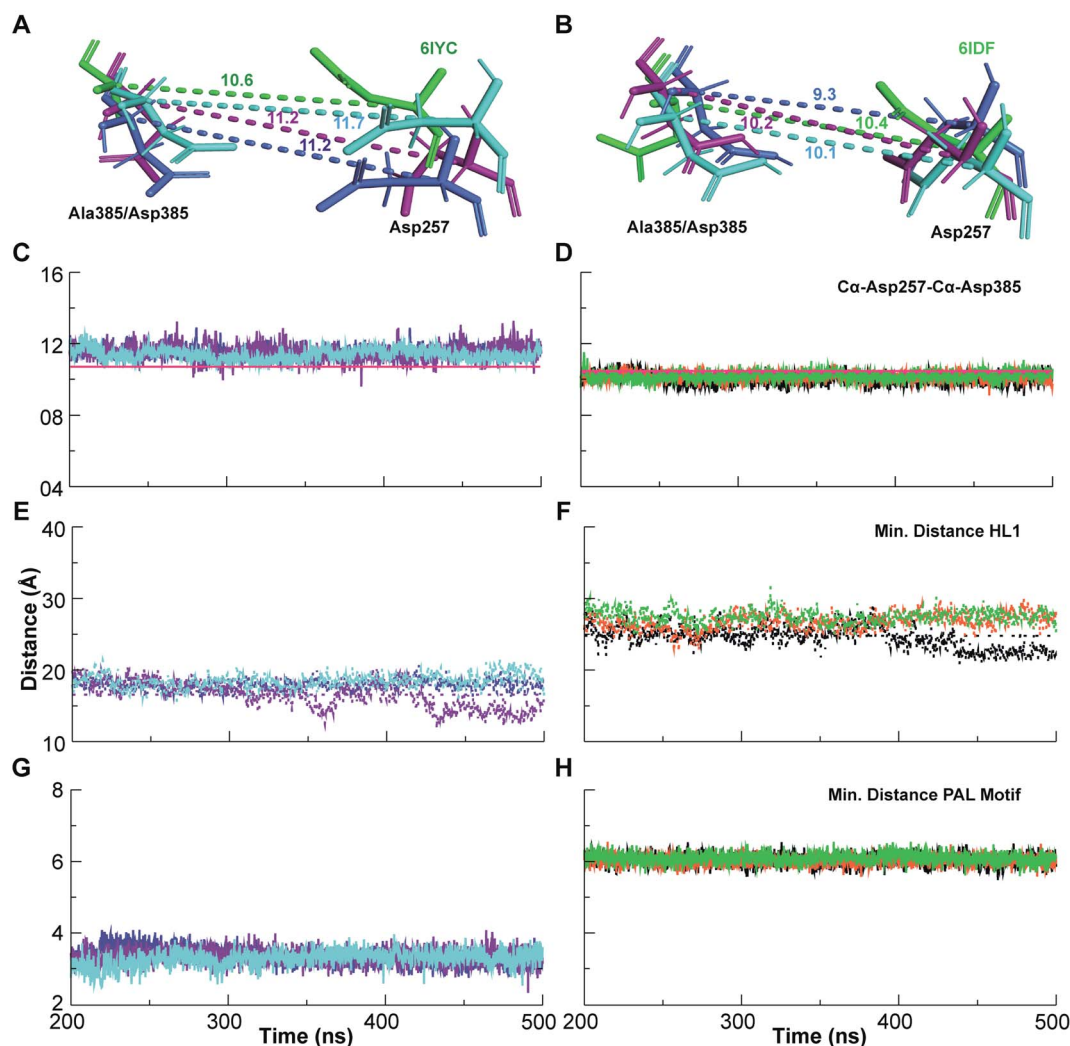 A
B
6IYC
6IDF
10.6
11.2
11.7
11.2
9.3
10.2
10.4
10.1
Ala385/Asp385
Asp257
Ala385/Asp385
Asp257
C
D
Cα-Asp257-Cα-Asp385
16
12
08
04
E
F
Min. Distance HL1
40
30
20
10
Distance (Å)
G
H
Min. Distance PAL Motif
8
6
4
2
200
300
400
500
200
300
400
500
Time (ns)
Time (ns)